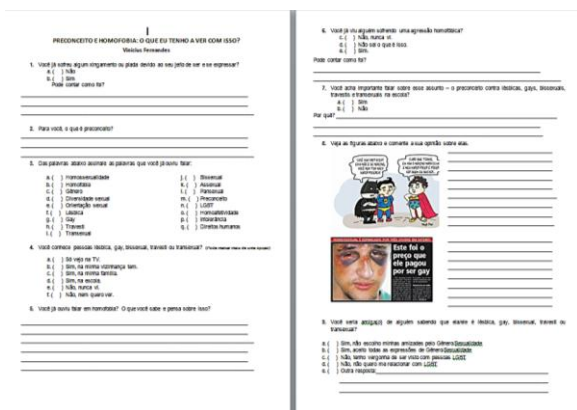 PRECONCEITO E HOMOFOBIA: O QUE EU TENHO A VER COM ISSO?
Vinicius Fernandes
1. Você já sofreu algum xingamento ou piada devido ao seu jeito de ser e se expressar?
a. ( ) Não
b. ( ) Sim
Pode contar como foi?
2. Para você, o que é preconceito?
3. Das palavras abaixo assinale as palavras que você já ouviu falar:
a. ( ) Homossexualidade
b. ( ) Homofobia
c. ( ) Gênero
d. ( ) Diversidade sexual
e. ( ) Orientação sexual
f. ( ) Lésbica
g. ( ) Gay
h. ( ) Travesti
i. ( ) Transexual
j. ( ) Bissexual
k. ( ) Assexual
l. ( ) Pansexual
m. ( ) Preconceito
n. ( ) LGBT
o. ( ) Homoafetividade
p. ( ) Intolerância
q. ( ) Direitos humanos
4. Você conhece pessoas lésbica, gay, bissexual, travesti ou transexual?
a. ( ) Só vejo na TV.
b. ( ) Sim, na minha vizinhança tem.
c. ( ) Sim, na minha família.
d. ( ) Sim, na escola.
e. ( ) Não, nunca vi.
f. ( ) Não, nem quero ver.
5. Você já ouviu falar em homofobia? O que você sabe e pensa sobre isso?
6. Você já viu alguém sofrendo uma agressão homofóbica?
c. ( ) Não, nunca vi.
d. ( ) Não sei o que é isso.
e. ( ) Sim.
Pode contar como foi?
7. Você acha importante falar sobre esse assunto – o preconceito contra lésbicas, gays, bissexuais,
travestis e transexuais na escola?
a. ( ) Sim
b. ( ) Não
Por quê?
8. Veja as figuras abaixo e comente a sua opinião sobre elas.
Este foi o
preço que
ele pagou
por ser gay
9. Você seria amiga(o) de alguém sabendo que ela/ele é lésbica, gay, bissexual, travesti ou
transexual?
a. ( ) Sim, não escolho minhas amizades pelo Gênero/Sexualidade
b. ( ) Sim, aceito todas as expressões de Gênero/Sexualidade
c. ( ) Não, tenho vergonha de ser visto com pessoas LGBT
d. ( ) Não, não quero me relacionar com LGBT
e. ( ) Outra resposta: